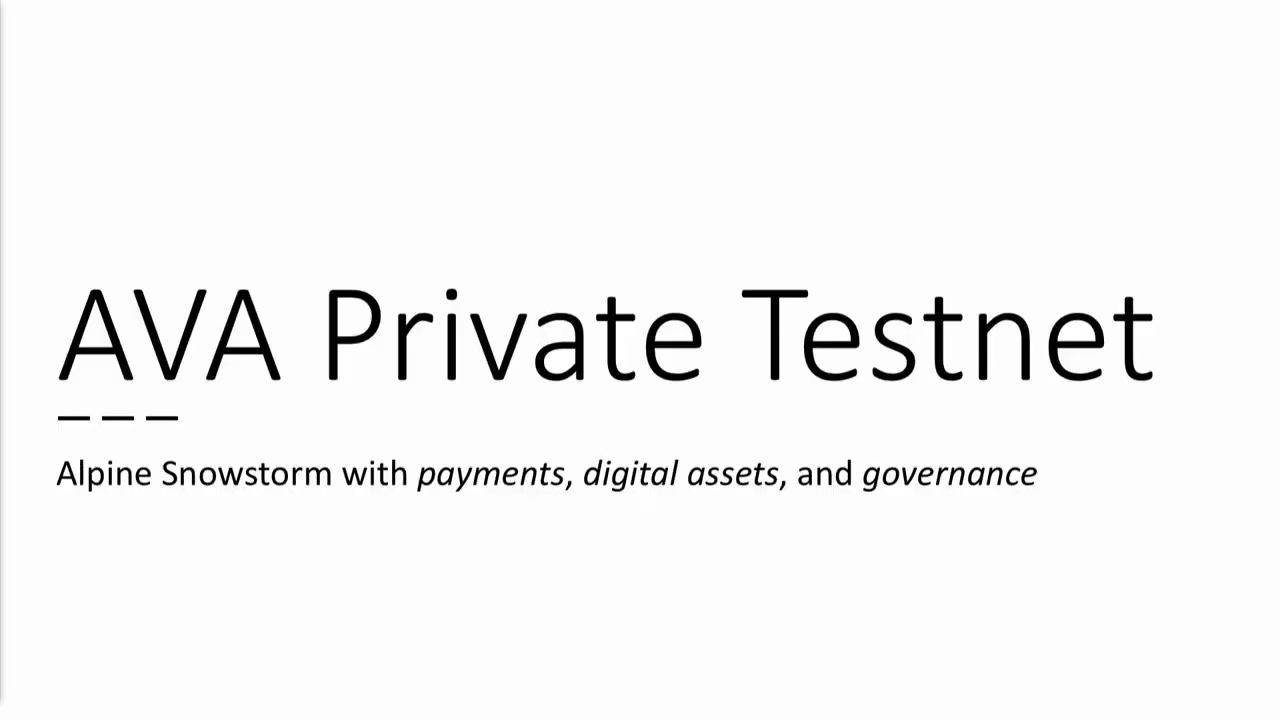 AVA Private Testnet
Alpine Snowstorm with payments, digital assets, and governance